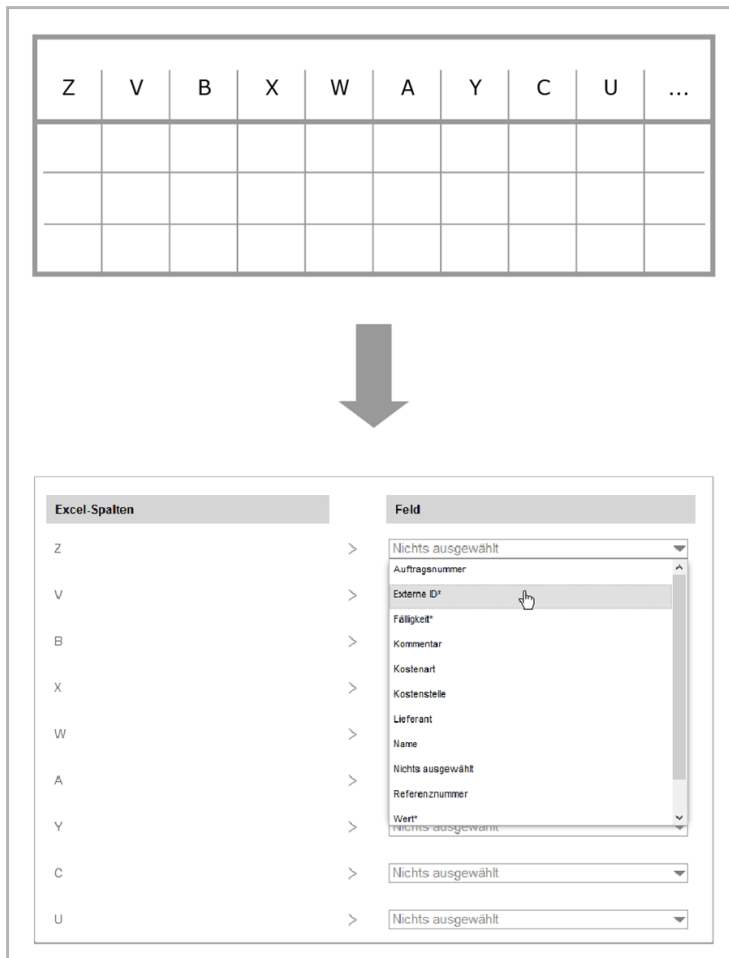 Z V B X W A Y C U ...
Excel-Spalten Feld
Z > Nichts ausgewählt
Auftragsnummer
V > Externe ID*
Fälligkeit*
B > Kommentar
Kostenart
X > Kostenstelle
Lieferant
W > Name
Nichts ausgewählt
A > Referenznummer
Wert*
Y > Nichts ausgewählt
C > Nichts ausgewählt
U > Nichts ausgewählt